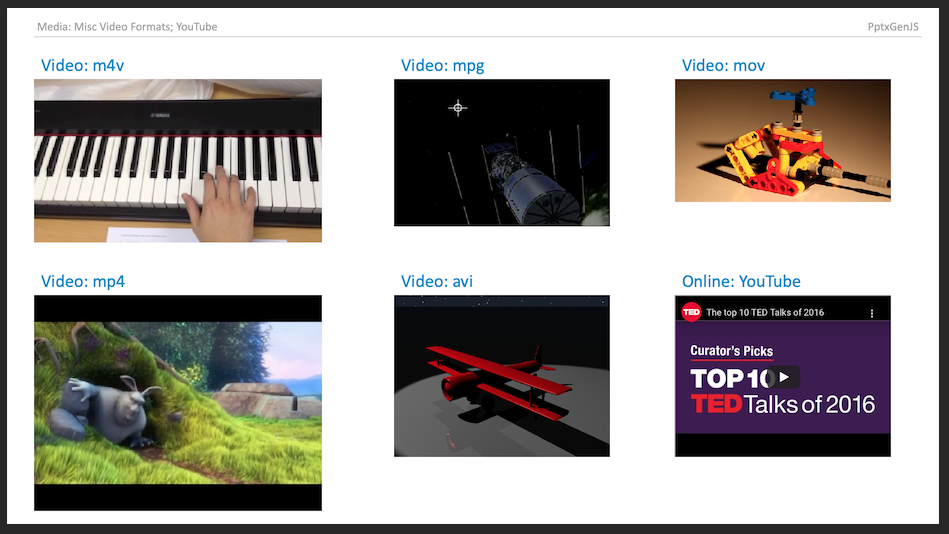 Media: Misc Video Formats; YouTube
PptxGenJS
Video: m4v
Video: mpg
Video: mov
YAMAHA
Video: mp4
Video: avi
Online: YouTube
TED
The top 10 TED Talks of 2016
Curator's Picks
TOP 10
TED Talks of 2016